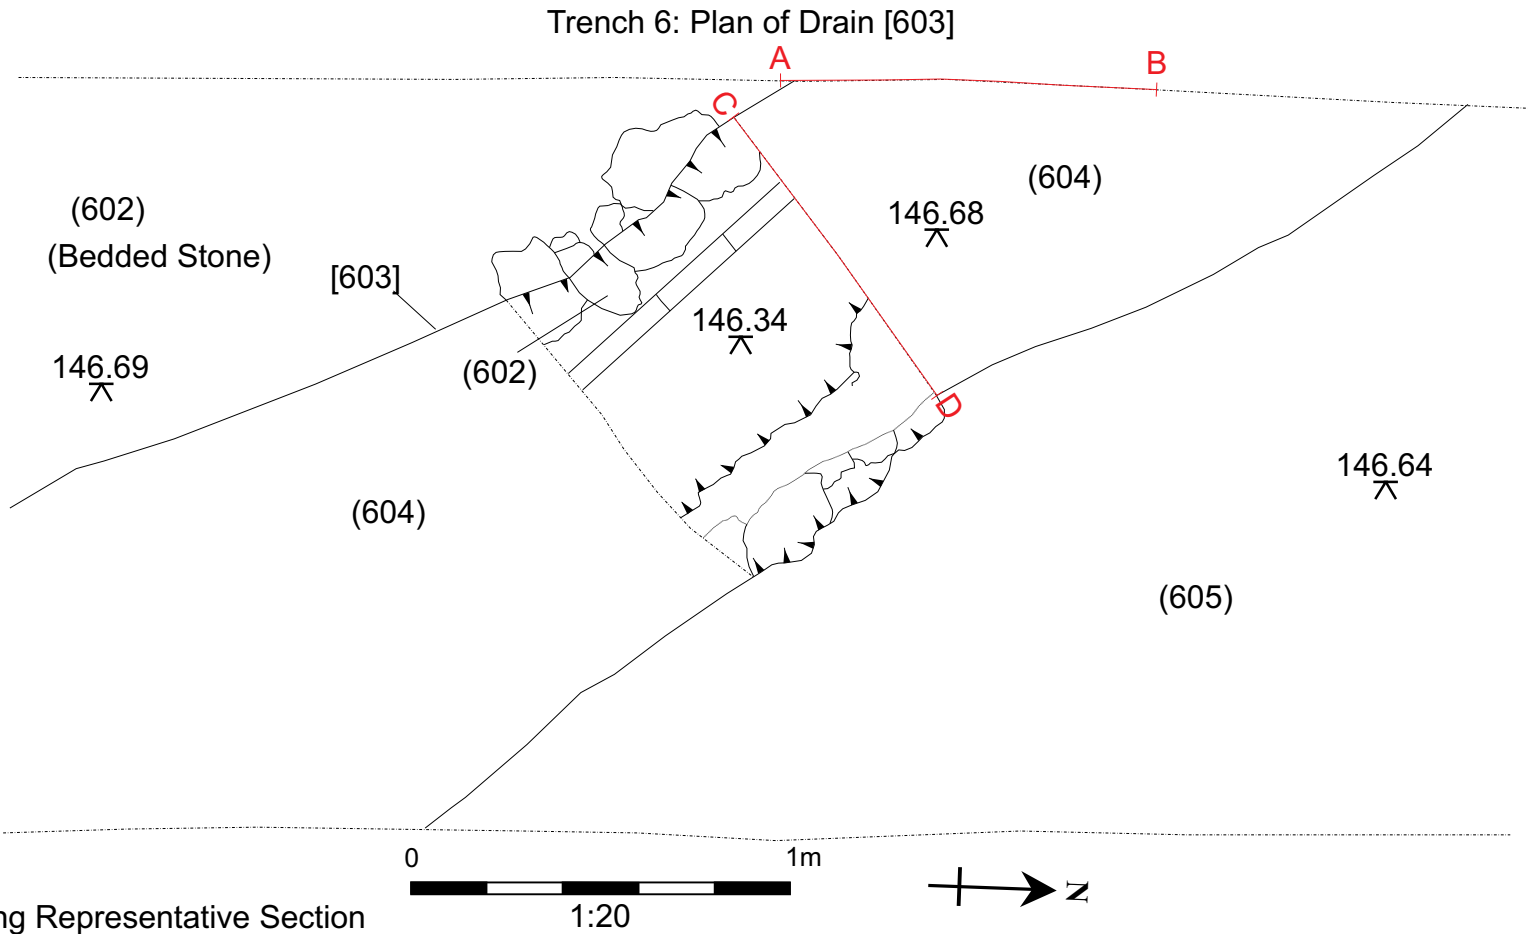 Trench 6: Plan of Drain [603]
A
B
C
(604)
(602)
146.68
(Bedded Stone)
[603]
146.34
146.69
(602)
D
146.64
(604)
(605)
0
1m
N
ng Representative Section
1:20